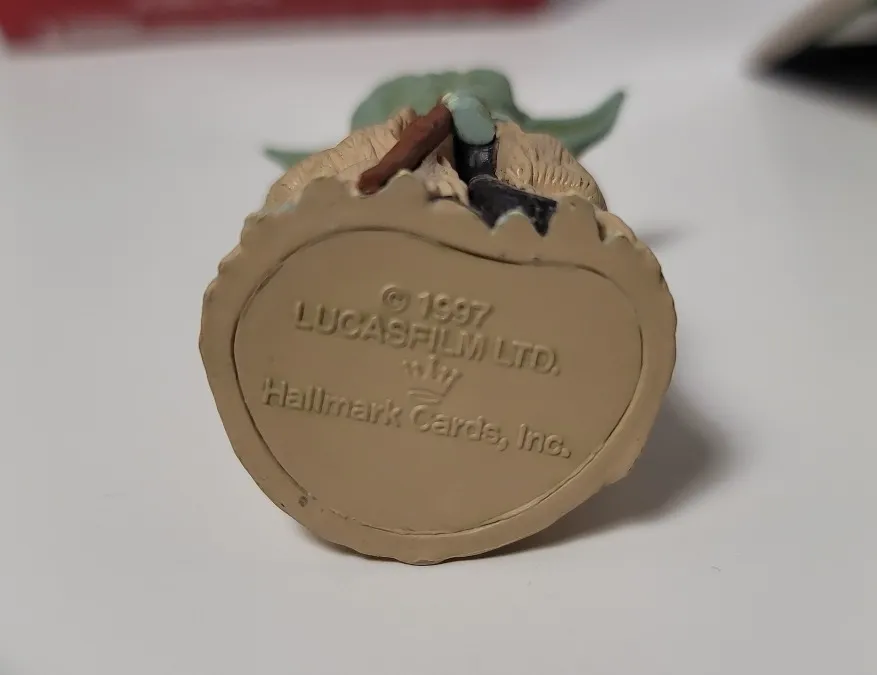 © 1997
LUCASFILM LTD.
Hallmark Cards, Inc.